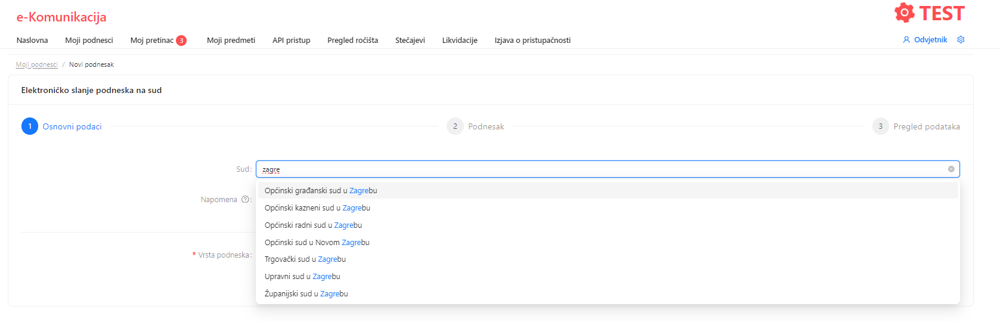 e-Komunikacija
TEST
Naslovna Moji podnesci Moj pretinac 3 Moji predmeti API pristup Pregled ročišta Stečajevi Likvidacije Izjava o pristupačnosti Odvjetnik
Moji podnesci / Novi podnesak
Elektroničko slanje podneska na sud
1 Osnovni podaci 2 Podnesak 3 Pregled podataka
Sud: zagre
Općinski građanski sud u Zagrebu
Napomena ?:
Općinski kazneni sud u Zagrebu
Općinski radni sud u Zagrebu
Općinski sud u Novom Zagrebu
* Vrsta podneska:
Trgovački sud u Zagrebu
Upravni sud u Zagrebu
Županijski sud u Zagrebu